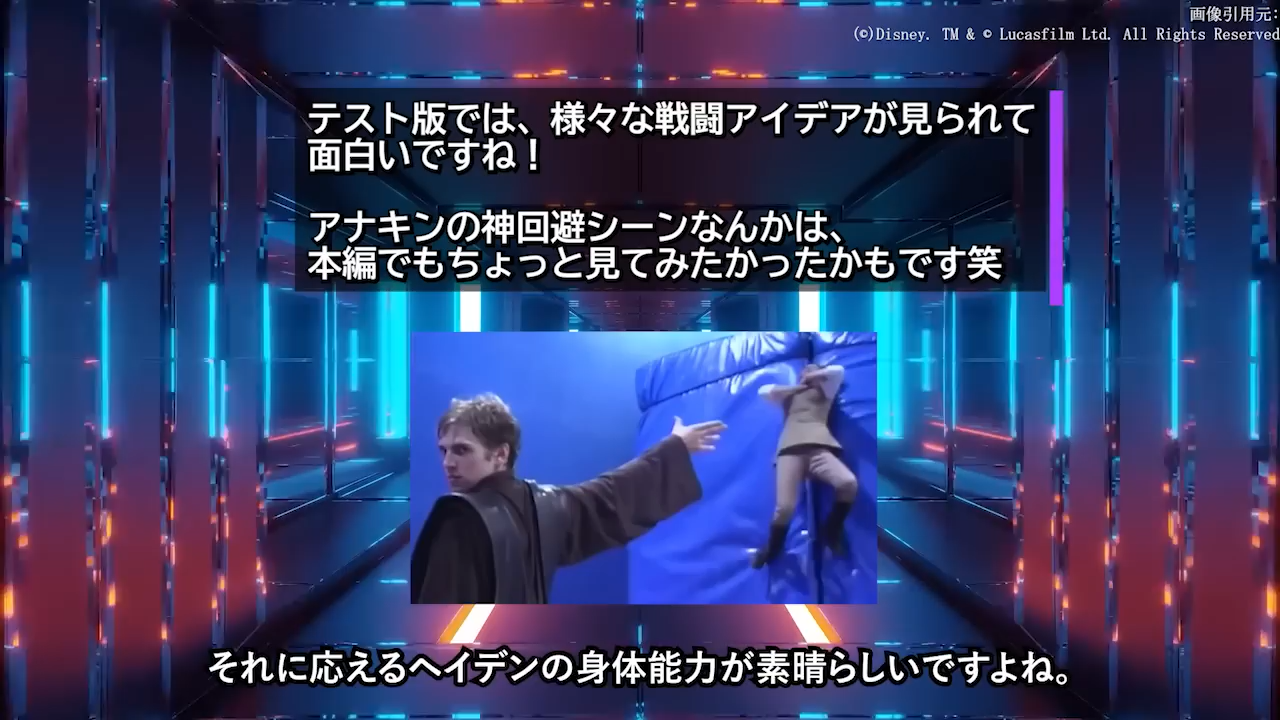 画像引用元:
(©)Disney. TM & © Lucasfilm Ltd. All Rights Reserved
テスト版では、様々な戦闘アイデアが見られて
面白いですね！
アナキンの神回避シーンなんかは、
本編でもちょっと見てみたかったかもです笑
それに応えるヘイデンの身体能力が素晴らしいですよね。